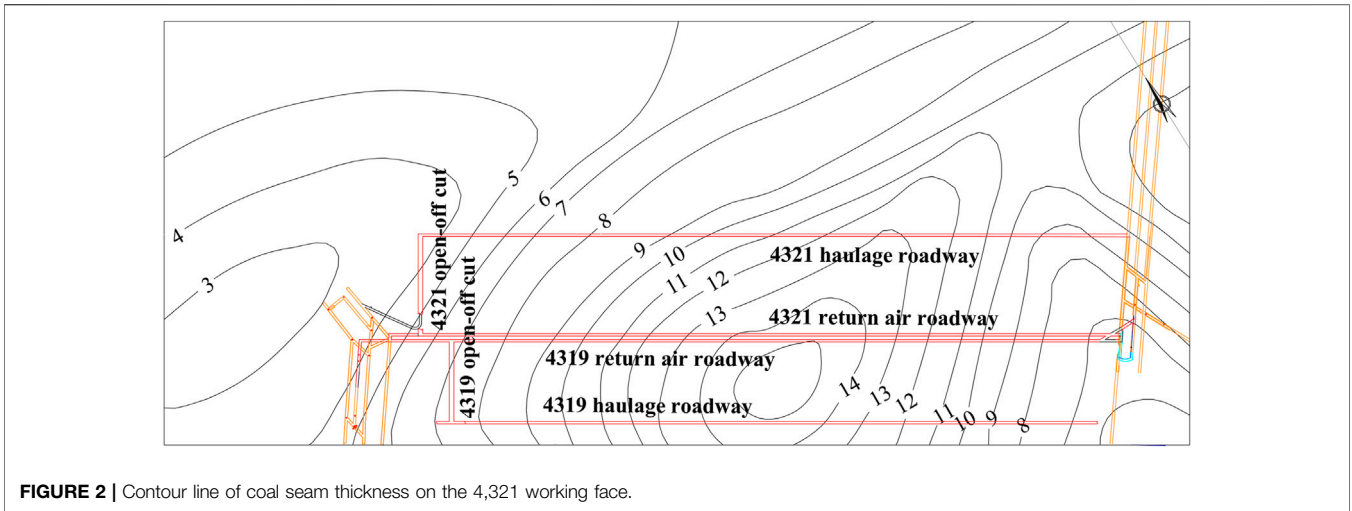 5
6
7
8
4
3
9
10
11
12
13
4321 open-off cut
4319 open-off cut
4321 haulage roadway
4321 return air roadway
4319 return air roadway
4319 haulage roadway
14
13
12
11
10
9
8
FIGURE 2 | Contour line of coal seam thickness on the 4,321 working face.